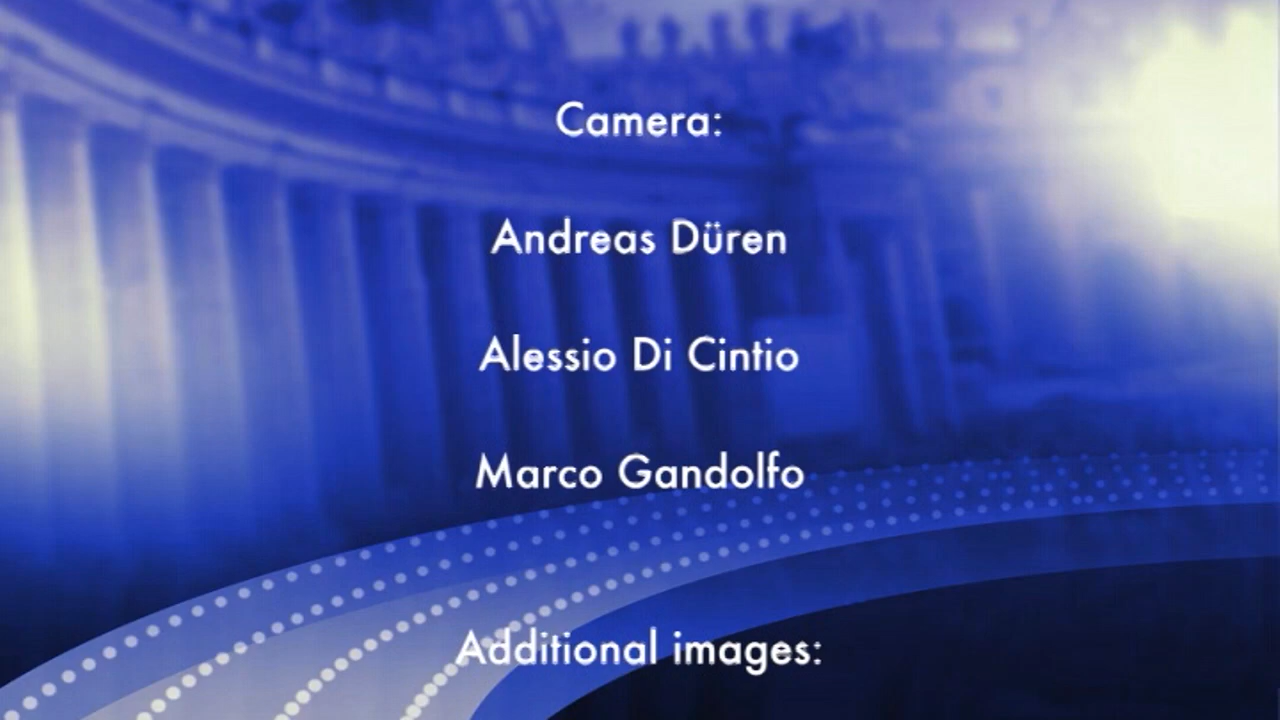 Camera:
Andreas Düren
Alessio Di Cintio
Marco Gandolfo
Additional images: